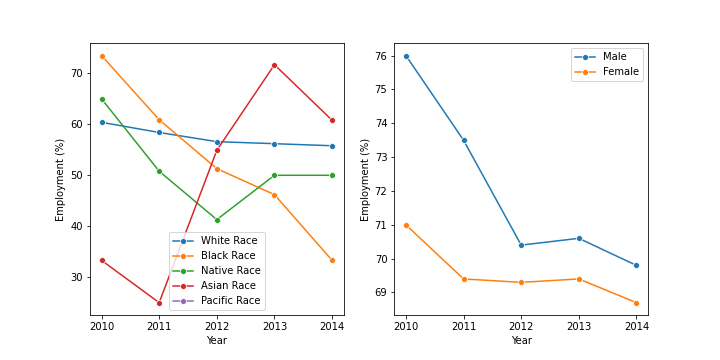 Employment (%)
70
60
50
40
30
2010 2011 2012 2013 2014
Year
White Race
Black Race
Native Race
Asian Race
Pacific Race
Employment (%)
76
75
74
73
72
71
70
69
2010 2011 2012 2013 2014
Year
Male
Female